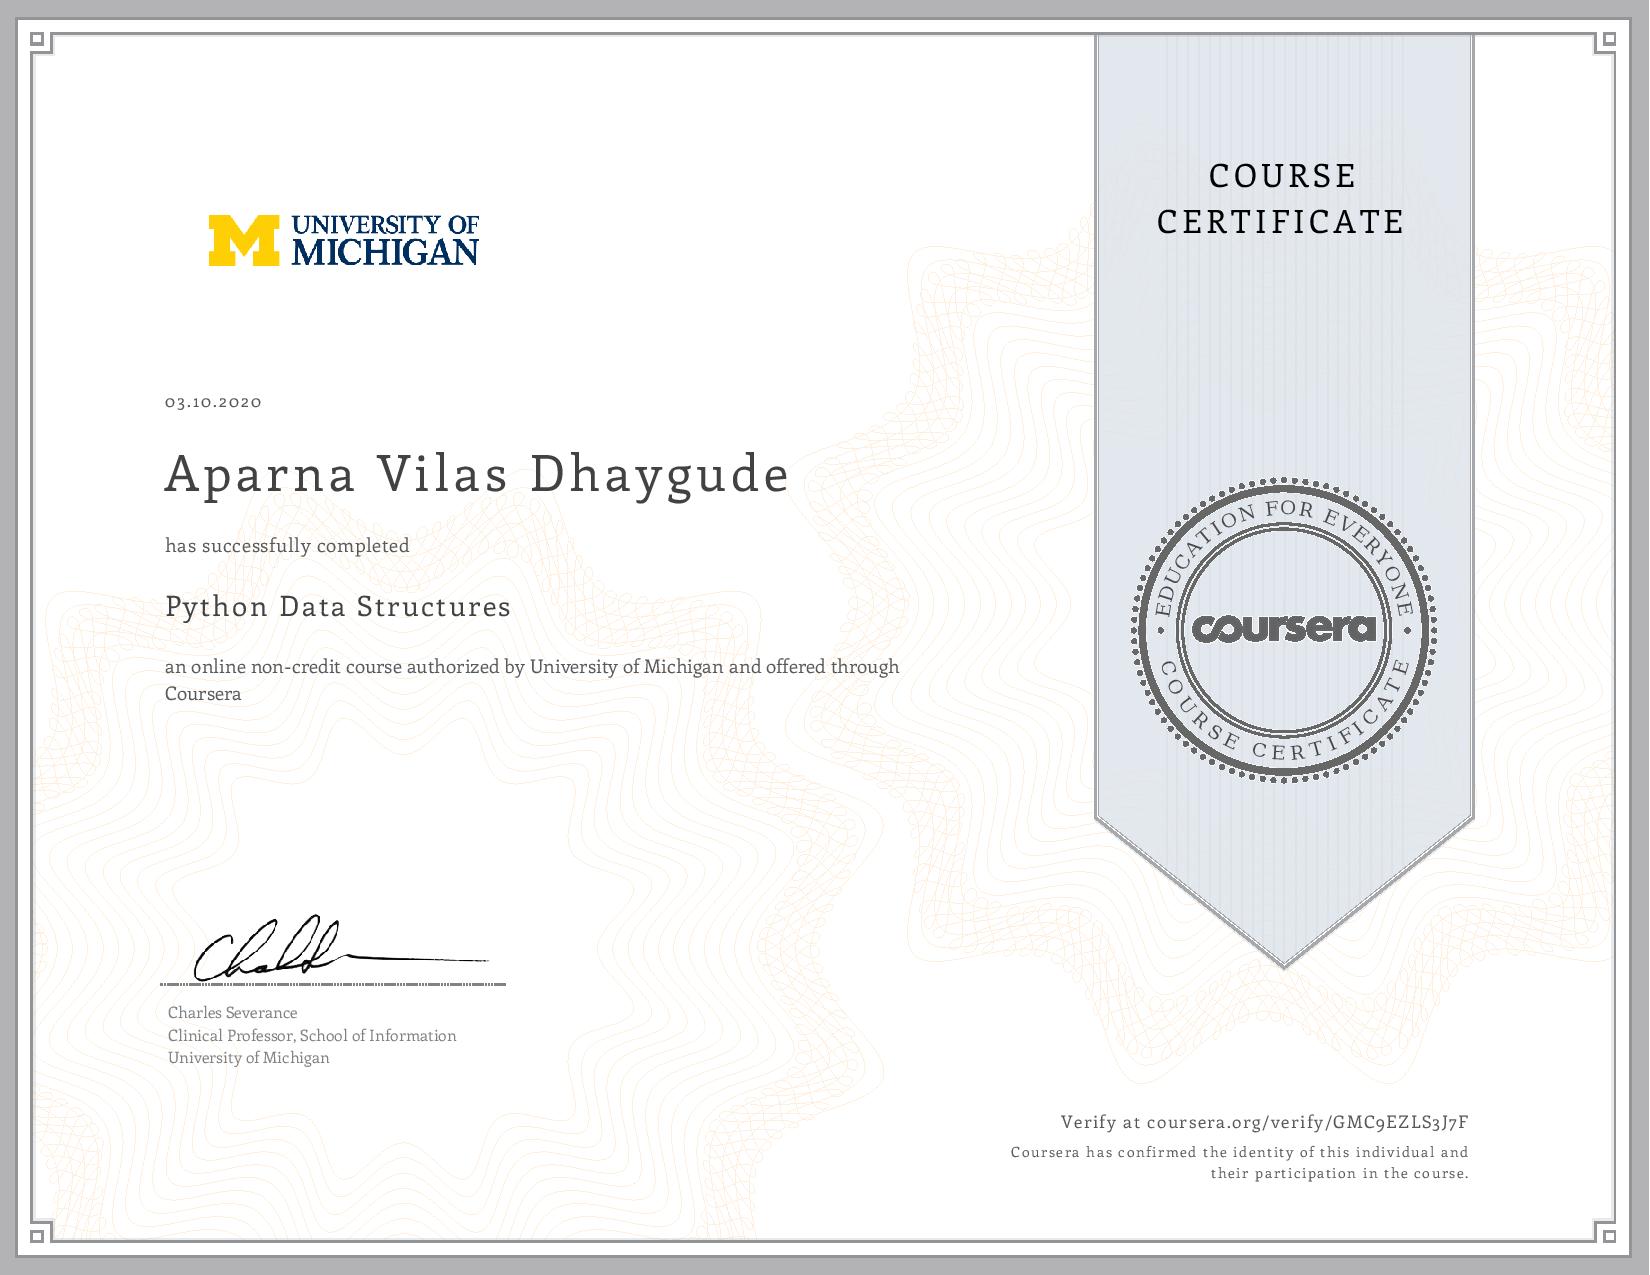 UNIVERSITY OF
MICHIGAN
COURSE
CERTIFICATE
03.10.2020
Aparna Vilas Dhaygude
has successfully completed
Python Data Structures
an online non-credit course authorized by University of Michigan and offered through
Coursera
EDUCATION FOR EVERYONE
coursera
COURSE CERTIFICATE
Charles Severance
Clinical Professor, School of Information
University of Michigan
Verify at coursera.org/verify/GMC9EZLS3J7F
Coursera has confirmed the identity of this individual and
their participation in the course.